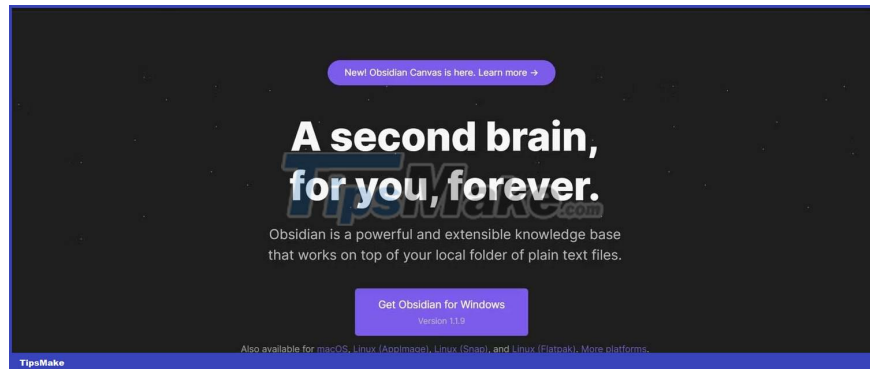 New! Obsidian Canvas is here. Learn more →
A second brain,
for you, forever.
TipsMake.com
Obsidian is a powerful and extensible knowledge base
that works on top of your local folder of plain text files.
Get Obsidian for Windows
Version 1.1.9
Also available for macOS, Linux (AppImage), Linux (Snap), and Linux (Flatpak). More platforms.
TipsMake